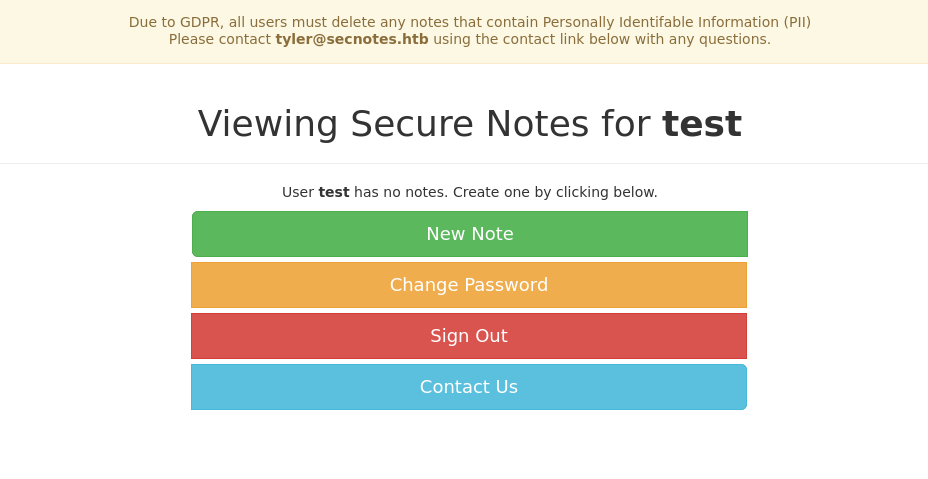 Due to GDPR, all users must delete any notes that contain Personally Identifable Information (PII)
Please contact tyler@secnotes.htb using the contact link below with any questions.
Viewing Secure Notes for test
User test has no notes. Create one by clicking below.
New Note
Change Password
Sign Out
Contact Us